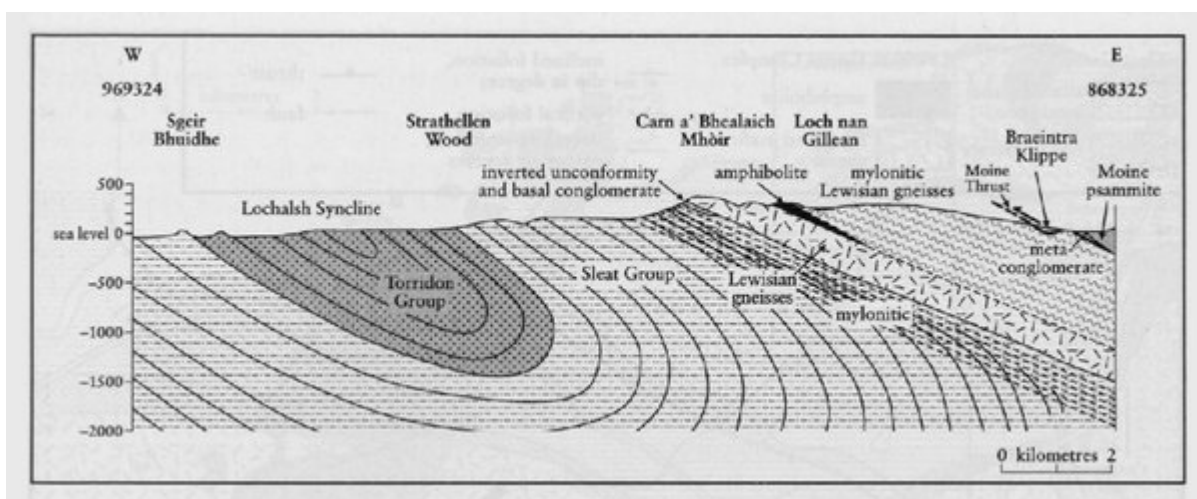 W
E
969324
868325
Sgeir
Bhuidhe
Strathellen
Wood
Carn a' Bhealaich
Mhòir
Loch nan
Gillean
Braeintra
Klippe
inverted unconformity
and basal conglomerate
amphibolite
mylonitic
Lewisian gneisses
Moine
Thrust
Moine
psammite
500
sea level 0
-500
-1000
-1500
-2000
Lochalsh Syncline
Torridon
Group
Sleat Group
Lewisian
gneisses
mylonitic
meta
conglomerate
0 kilometres 2